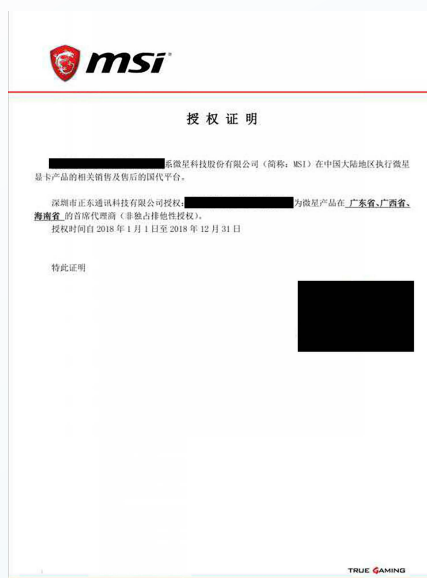 msi
授权证明
系微星科技股份有限公司（简称：MSI）在中国大陆地区执行微星
显卡产品的相关销售及售后的国代平台。
深圳市正东通讯科技有限公司授权：为微星产品在 广东省、广西省、
海南省 的首席代理商（非独占排他性授权）。
授权时间自 2018 年 1 月 1 日至 2018 年 12 月 31 日
特此证明
TRUE GAMING